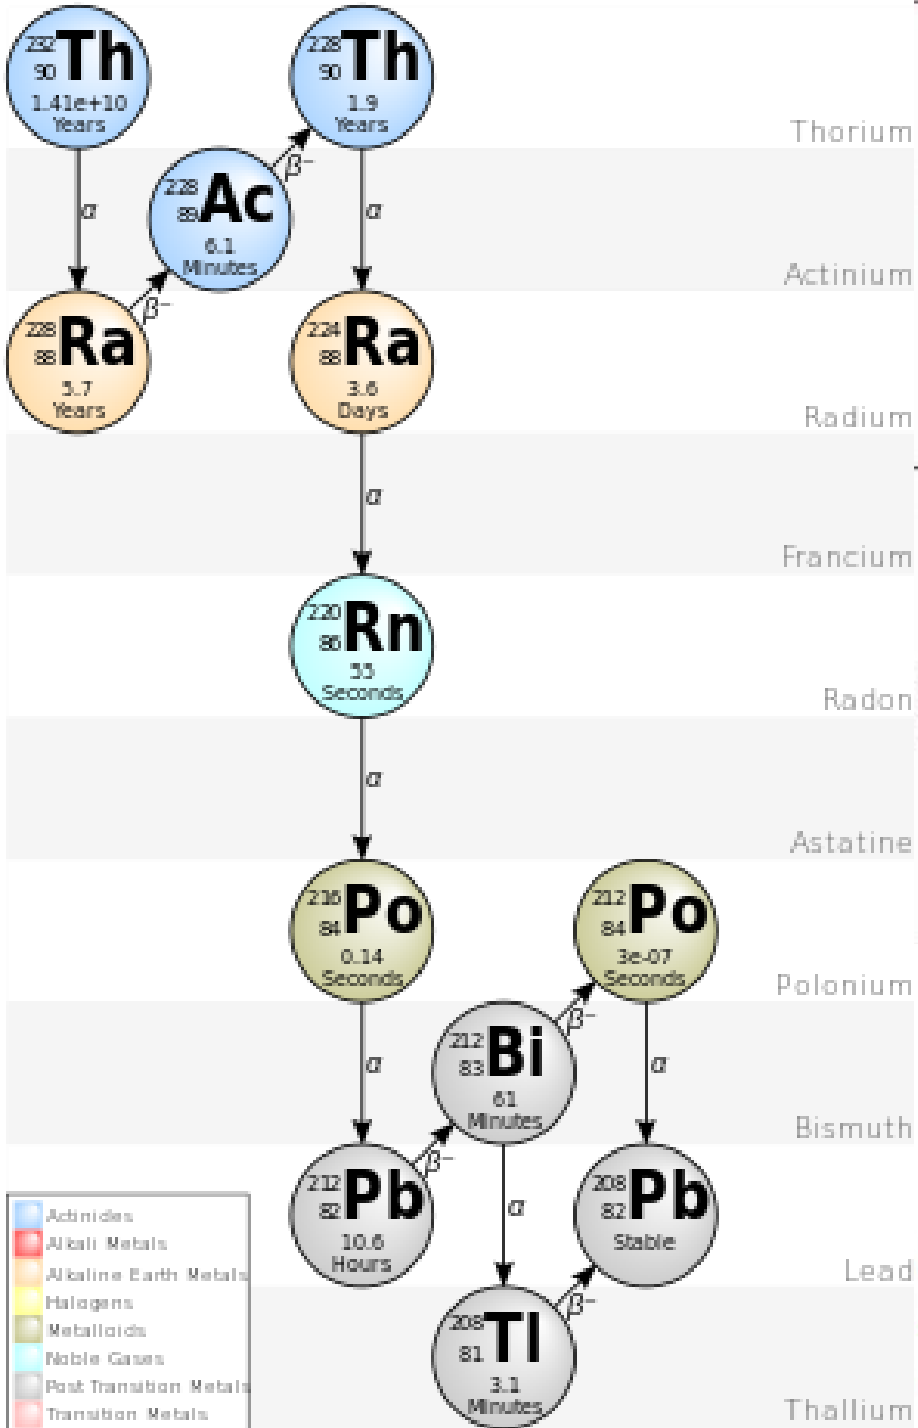 232 Th 228 Th
90 90
1.41e+10 1.9
Years Years
Thorium
β⁻
228 Ac
89
α α
6.1
Minutes
Actinium
β⁻
228 Ra 224 Ra
88 88
5.7 3.6
Years Days
Radium
α
Francium
220 Rn
86
55
Seconds
Radon
α
Astatine
216 Po 212 Po
84 84
0.14 3e-07
Seconds Seconds
Polonium
β⁻
212 Bi
83
α α
61
Minutes
Bismuth
β⁻
212 Pb 208 Pb
82 82
α
10.6 Stable
Hours
Lead
β⁻
208 Tl
81
3.1
Minutes
Thallium
Actinides
Alkali Metals
Alkaline Earth Metals
Halogens
Metalloids
Noble Gases
Post Transition Metals
Transition Metals